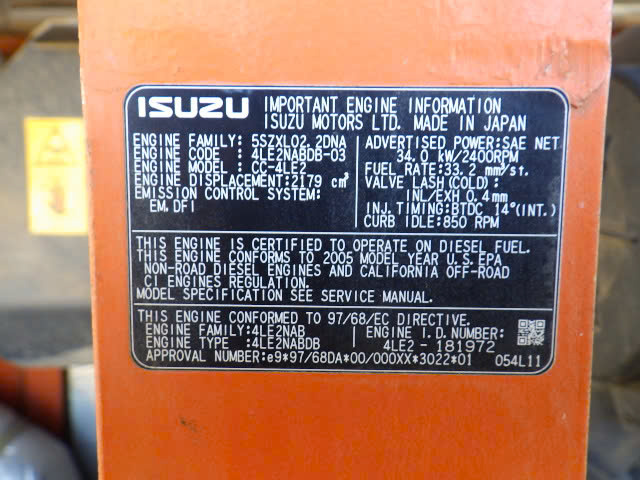 ISUZU IMPORTANT ENGINE INFORMATION
ISUZU MOTORS LTD. MADE IN JAPAN
ENGINE FAMILY: 5SZXL02.2DNA
ENGINE CODE : 4LE2NABDB-03
ENGINE MODEL : CC-4LE2
ENGINE DISPLACEMENT:2179 cm³
EMISSION CONTROL SYSTEM:
EM,DFI
ADVERTISED POWER:SAE NET
34.0 kW/2400RPM
FUEL RATE:33.2 mm³/st.
VALVE LASH(COLD):
INL/EXH 0.4mm
INJ.TIMING:BTDC 14°(INT.)
CURB IDLE:850 RPM
THIS ENGINE IS CERTIFIED TO OPERATE ON DIESEL FUEL.
THIS ENGINE CONFORMS TO 2005 MODEL YEAR U.S.EPA
NON-ROAD DIESEL ENGINES AND CALIFORNIA OFF-ROAD
CI ENGINES REGULATION.
MODEL SPECIFICATION SEE SERVICE MANUAL.
THIS ENGINE CONFORMED TO 97/68/EC DIRECTIVE.
ENGINE FAMILY:4LE2NAB
ENGINE TYPE :4LE2NABDB
ENGINE I.D.NUMBER:
4LE2-181972
APPROVAL NUMBER:e9*97/68DA*00/000XX*3022*01 054L11